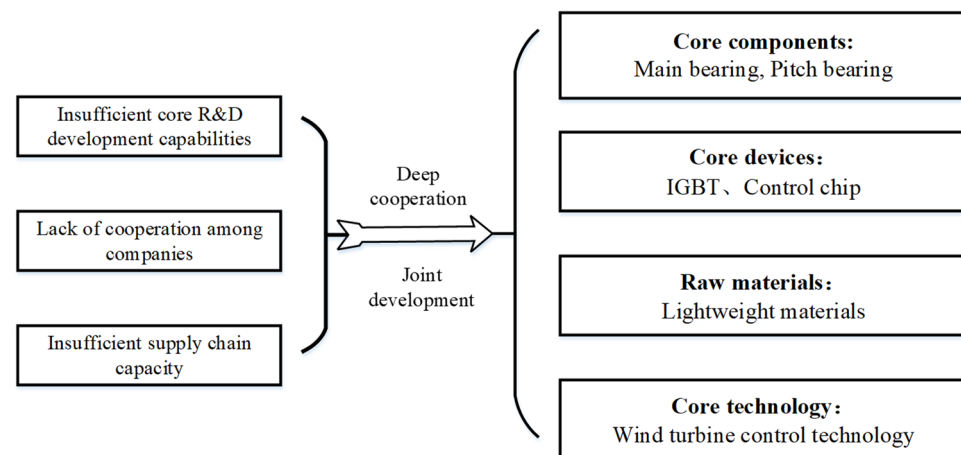 Insufficient core R&D
development capabilities
Lack of cooperation among
companies
Insufficient supply chain
capacity
Deep
cooperation
Joint
development
Core components:
Main bearing, Pitch bearing
Core devices：
IGBT、Control chip
Raw materials：
Lightweight materials
Core technology：
Wind turbine control technology